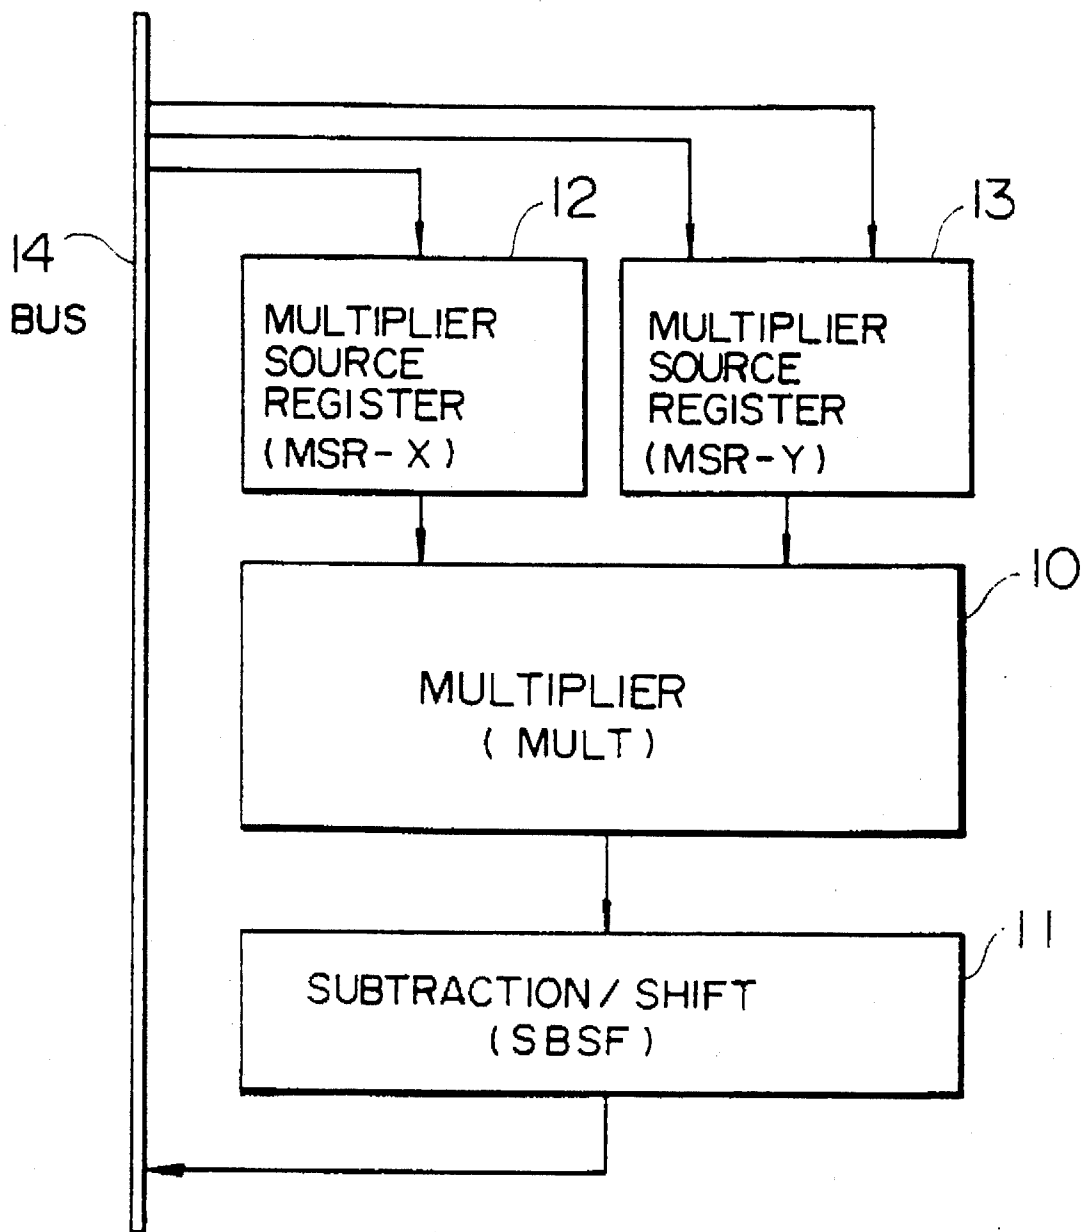 12
13
14
BUS
MULTIPLIER
SOURCE
REGISTER
(MSR-X)
MULTIPLIER
SOURCE
REGISTER
(MSR-Y)
10
MULTIPLIER
(MULT)
11
SUBTRACTION/SHIFT
(SBSF)